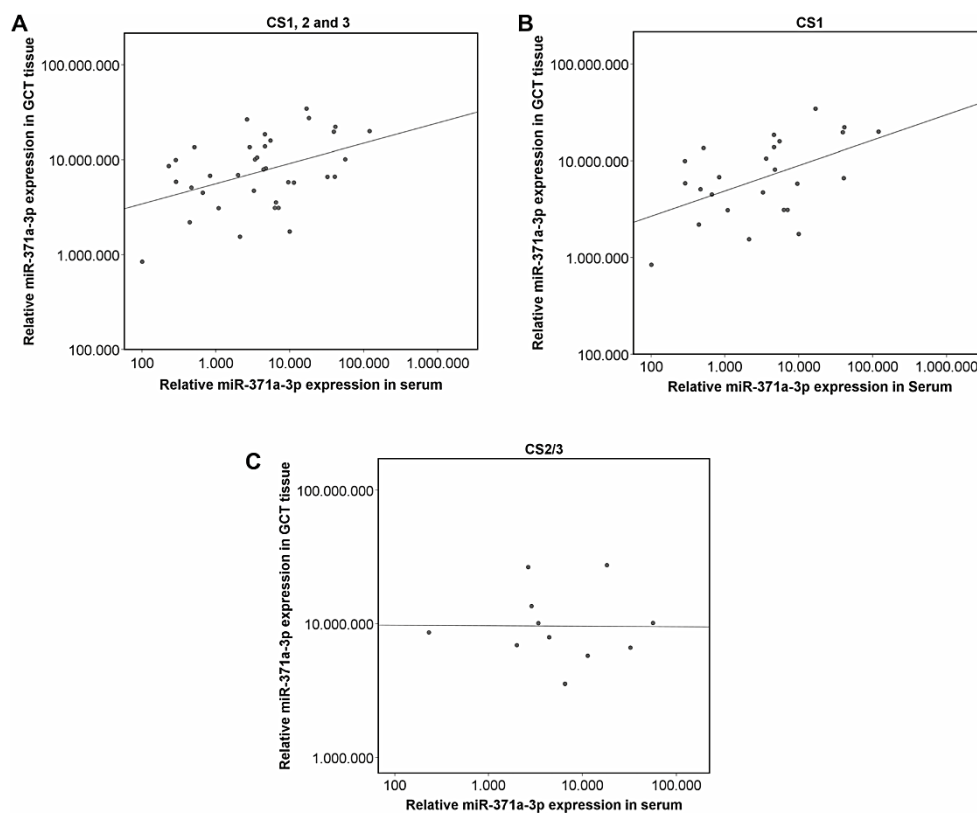 A
CS1, 2 and 3
Relative miR-371a-3p expression in GCT tissue
100.000.000
10.000.000
1.000.000
100.000
100 1.000 10.000 100.000 1.000.000
Relative miR-371a-3p expression in serum
B
CS1
Relative miR-371a-3p expression in GCT tissue
100.000.000
10.000.000
1.000.000
100.000
100 1.000 10.000 100.000 1.000.000
Relative miR-371a-3p expression in Serum
C
CS2/3
Relative miR-371a-3p expression in GCT tissue
100.000.000
10.000.000
1.000.000
100 1.000 10.000 100.000
Relative miR-371a-3p expression in serum